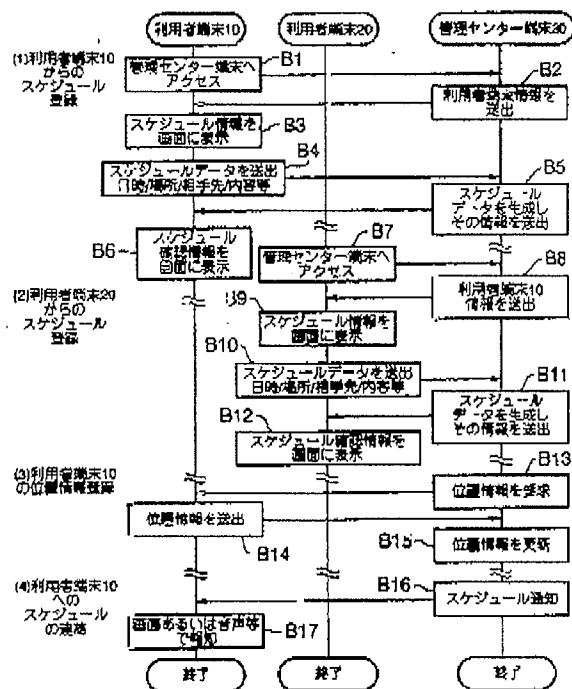 利用者端末10
利用者端末20
管理センター端末30
(1)利用者端末10
からの
スケジュール
登録
管理センター端末へ
アクセス
B1
B2
利用者端末情報を
送出
スケジュール情報を
画面に表示
B3
B4
スケジュールデータを送出
日時/場所/相手先/内容等
B5
スケジュール
データを生成し
その情報を送出
B6
スケジュール
確認情報を
画面に表示
B7
管理センター端末へ
アクセス
B8
利用者端末10
情報を送出
(2)利用者端末20
からの
スケジュール
登録
B9
スケジュール情報を
画面に表示
B10
スケジュールデータを送出
日時/場所/相手先/内容等
B11
スケジュール
データを生成し
その情報を送出
B12
スケジュール確認情報を
画面に表示
B13
(3)利用者端末10
の位置情報登録
位置情報を要求
位置情報を送出
B14
B15
位置情報を更新
(4)利用者端末10
への
スケジュール
の連絡
B16
スケジュール通知
画面あるいは音声等
で報知
B17
終了
終了
終了